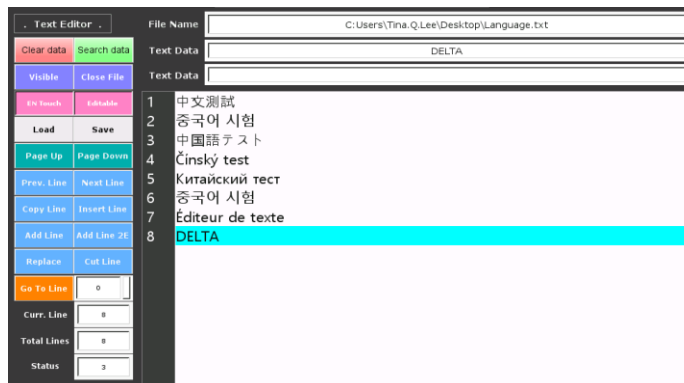 . Text Editor .
File Name
C:Users\Tina.Q.Lee\Desktop\Language.txt
Clear data
Search data
Text Data
DELTA
Visible
Close File
Text Data
EN Touch
Editable
Load
Save
Page Up
Page Down
Prev. Line
Next Line
Copy Line
Insert Line
Add Line
Add Line 2E
Replace
Cut Line
Go To Line
0
Curr. Line
8
Total Lines
8
Status
3
1 中文測試
2 중국어 시험
3 中国語テスト
4 Čínský test
5 Китайский тест
6 중국어 시험
7 Éditeur de texte
8 DELTA